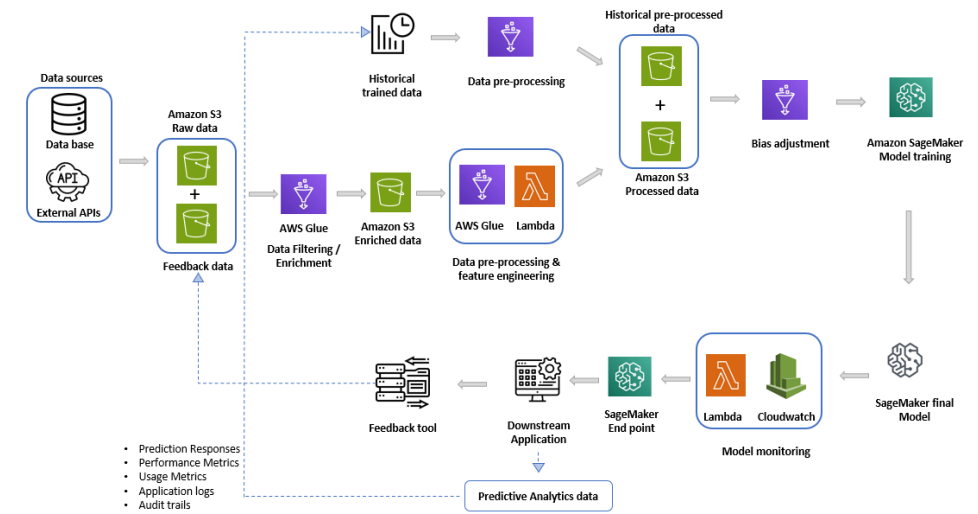 Data sources
Data base
API
External APIs
Amazon S3
Raw data
+
Feedback data
AWS Glue
Data Filtering /
Enrichment
Amazon S3
Enriched data
AWS Glue
Lambda
Data pre-processing &
feature engineering
Historical
trained data
Data pre-processing
Historical pre-processed
data
+
Amazon S3
Processed data
Bias adjustment
Amazon SageMaker
Model training
SageMaker final
Model
Lambda
Cloudwatch
Model monitoring
SageMaker
End point
Downstream
Application
Feedback tool
Predictive Analytics data
• Prediction Responses
• Performance Metrics
• Usage Metrics
• Application logs
• Audit trails